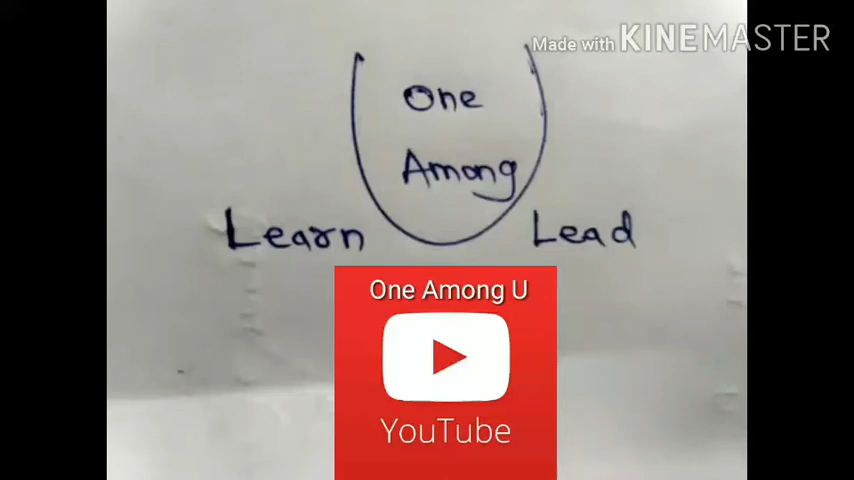 Made with KINEMASTER
One
Among
Learn Lead
One Among U
YouTube